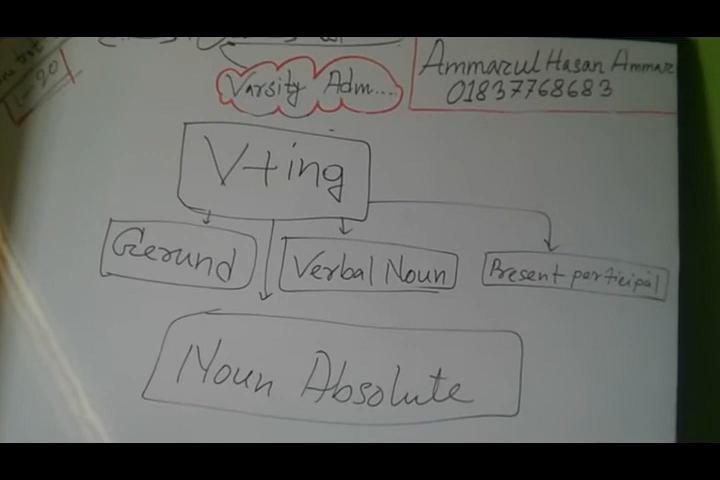 Varsity Adm....
Ammarul Hasan Ammar
01837768683
V+ing
Gerund
Verbal Noun
Present participal
Noun Absolute